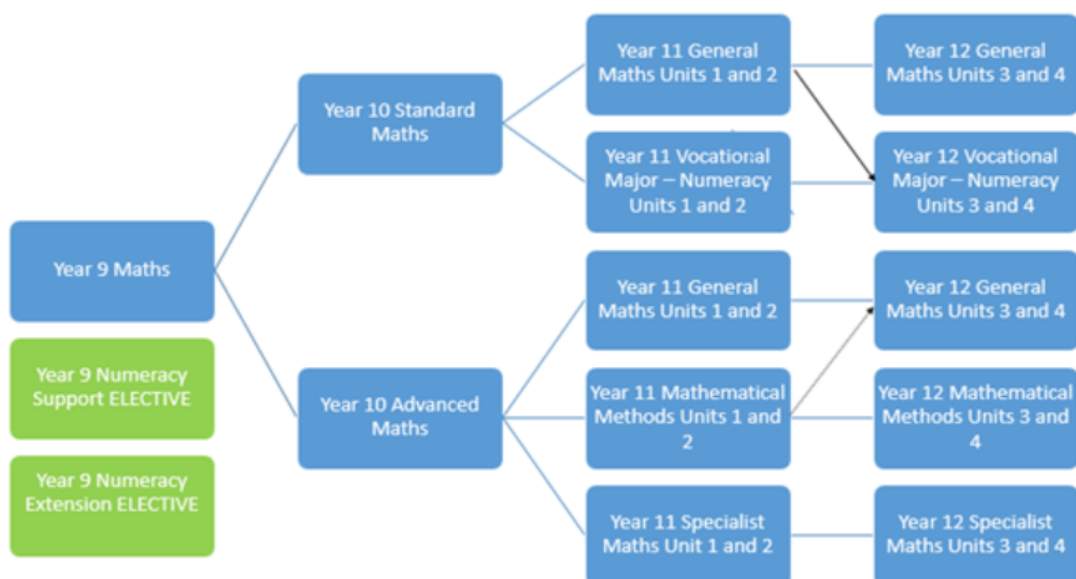 Year 9 Maths
Year 9 Numeracy
Support ELECTIVE
Year 9 Numeracy
Extension ELECTIVE
Year 10 Standard
Maths
Year 10 Advanced
Maths
Year 11 General
Maths Units 1 and 2
Year 11 Vocational
Major – Numeracy
Units 1 and 2
Year 11 General
Maths Units 1 and 2
Year 11 Mathematical
Methods Units 1 and
2
Year 11 Specialist
Maths Unit 1 and 2
Year 12 General
Maths Units 3 and 4
Year 12 Vocational
Major – Numeracy
Units 3 and 4
Year 12 General
Maths Units 3 and 4
Year 12 Mathematical
Methods Units 3 and
4
Year 12 Specialist
Maths Units 3 and 4